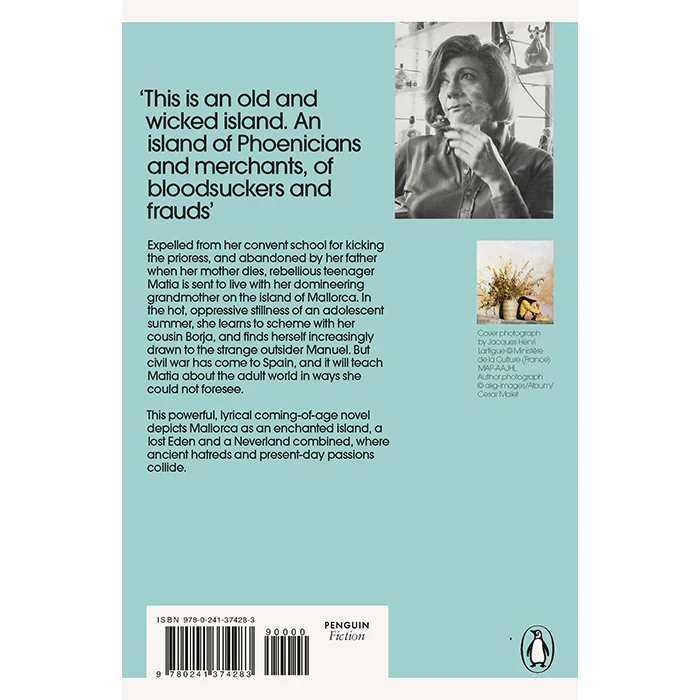 ‘This is an old and
wicked island. An
island of Phoenicians
and merchants, of
bloodsuckers and
frauds’
Expelled from her convent school for kicking
the prioress, and abandoned by her father
when her mother dies, rebellious teenager
Matia is sent to live with her domineering
grandmother on the island of Mallorca. In
the hot, oppressive stillness of an adolescent
summer, she learns to scheme with her
cousin Borja, and finds herself increasingly
drawn to the strange outsider Manuel. But
civil war has come to Spain, and it will teach
Matia about the adult world in ways she
could not foresee.
This powerful, lyrical coming-of-age novel
depicts Mallorca as an enchanted island, a
lost Eden and a Neverland combined, where
ancient hatreds and present-day passions
collide.
Cover photograph
by Jacques Henri
Lartigue © Ministère
de la Culture (France)
MAP-AAJHL
Author photograph
© akg-images/Album/
Cesar Malet
ISBN 978-0-241-37428-3
90000
9 780241 374283
PENGUIN
Fiction